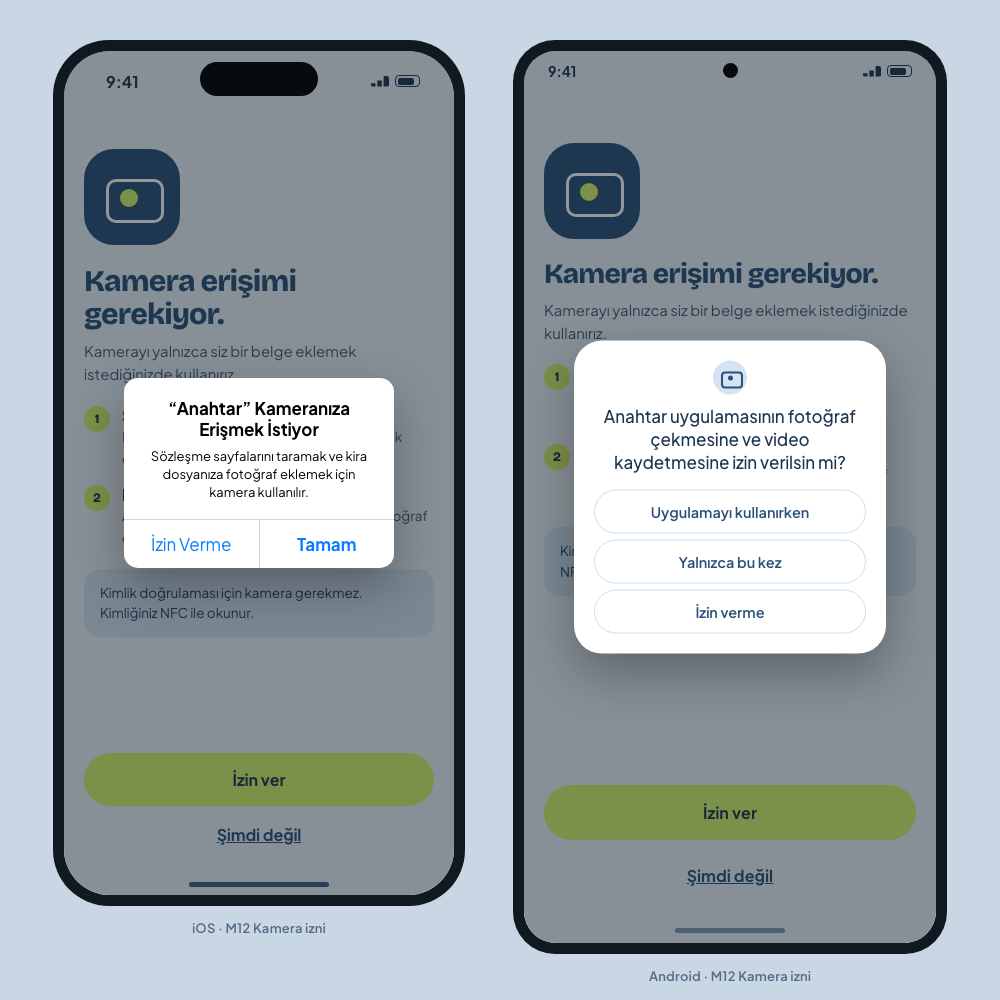 9:41
Kamera erişimi
gerekiyor.
Kamerayı yalnızca siz bir belge eklemek
istediğinizde kullanırız.
1
“Anahtar” Kameranıza
Erişmek İstiyor
Sözleşme sayfalarını taramak ve kira
dosyanıza fotoğraf eklemek için
kamera kullanılır.
2
İzin Verme
Tamam
Kimlik doğrulaması için kamera gerekmez.
Kimliğiniz NFC ile okunur.
İzin ver
Şimdi değil
iOS · M12 Kamera izni
9:41
Kamera erişimi gerekiyor.
Kamerayı yalnızca siz bir belge eklemek istediğinizde
kullanırız.
1
2
Anahtar uygulamasının fotoğraf
çekmesine ve video
kaydetmesine izin verilsin mi?
Uygulamayı kullanırken
Yalnızca bu kez
İzin verme
İzin ver
Şimdi değil
Android · M12 Kamera izni